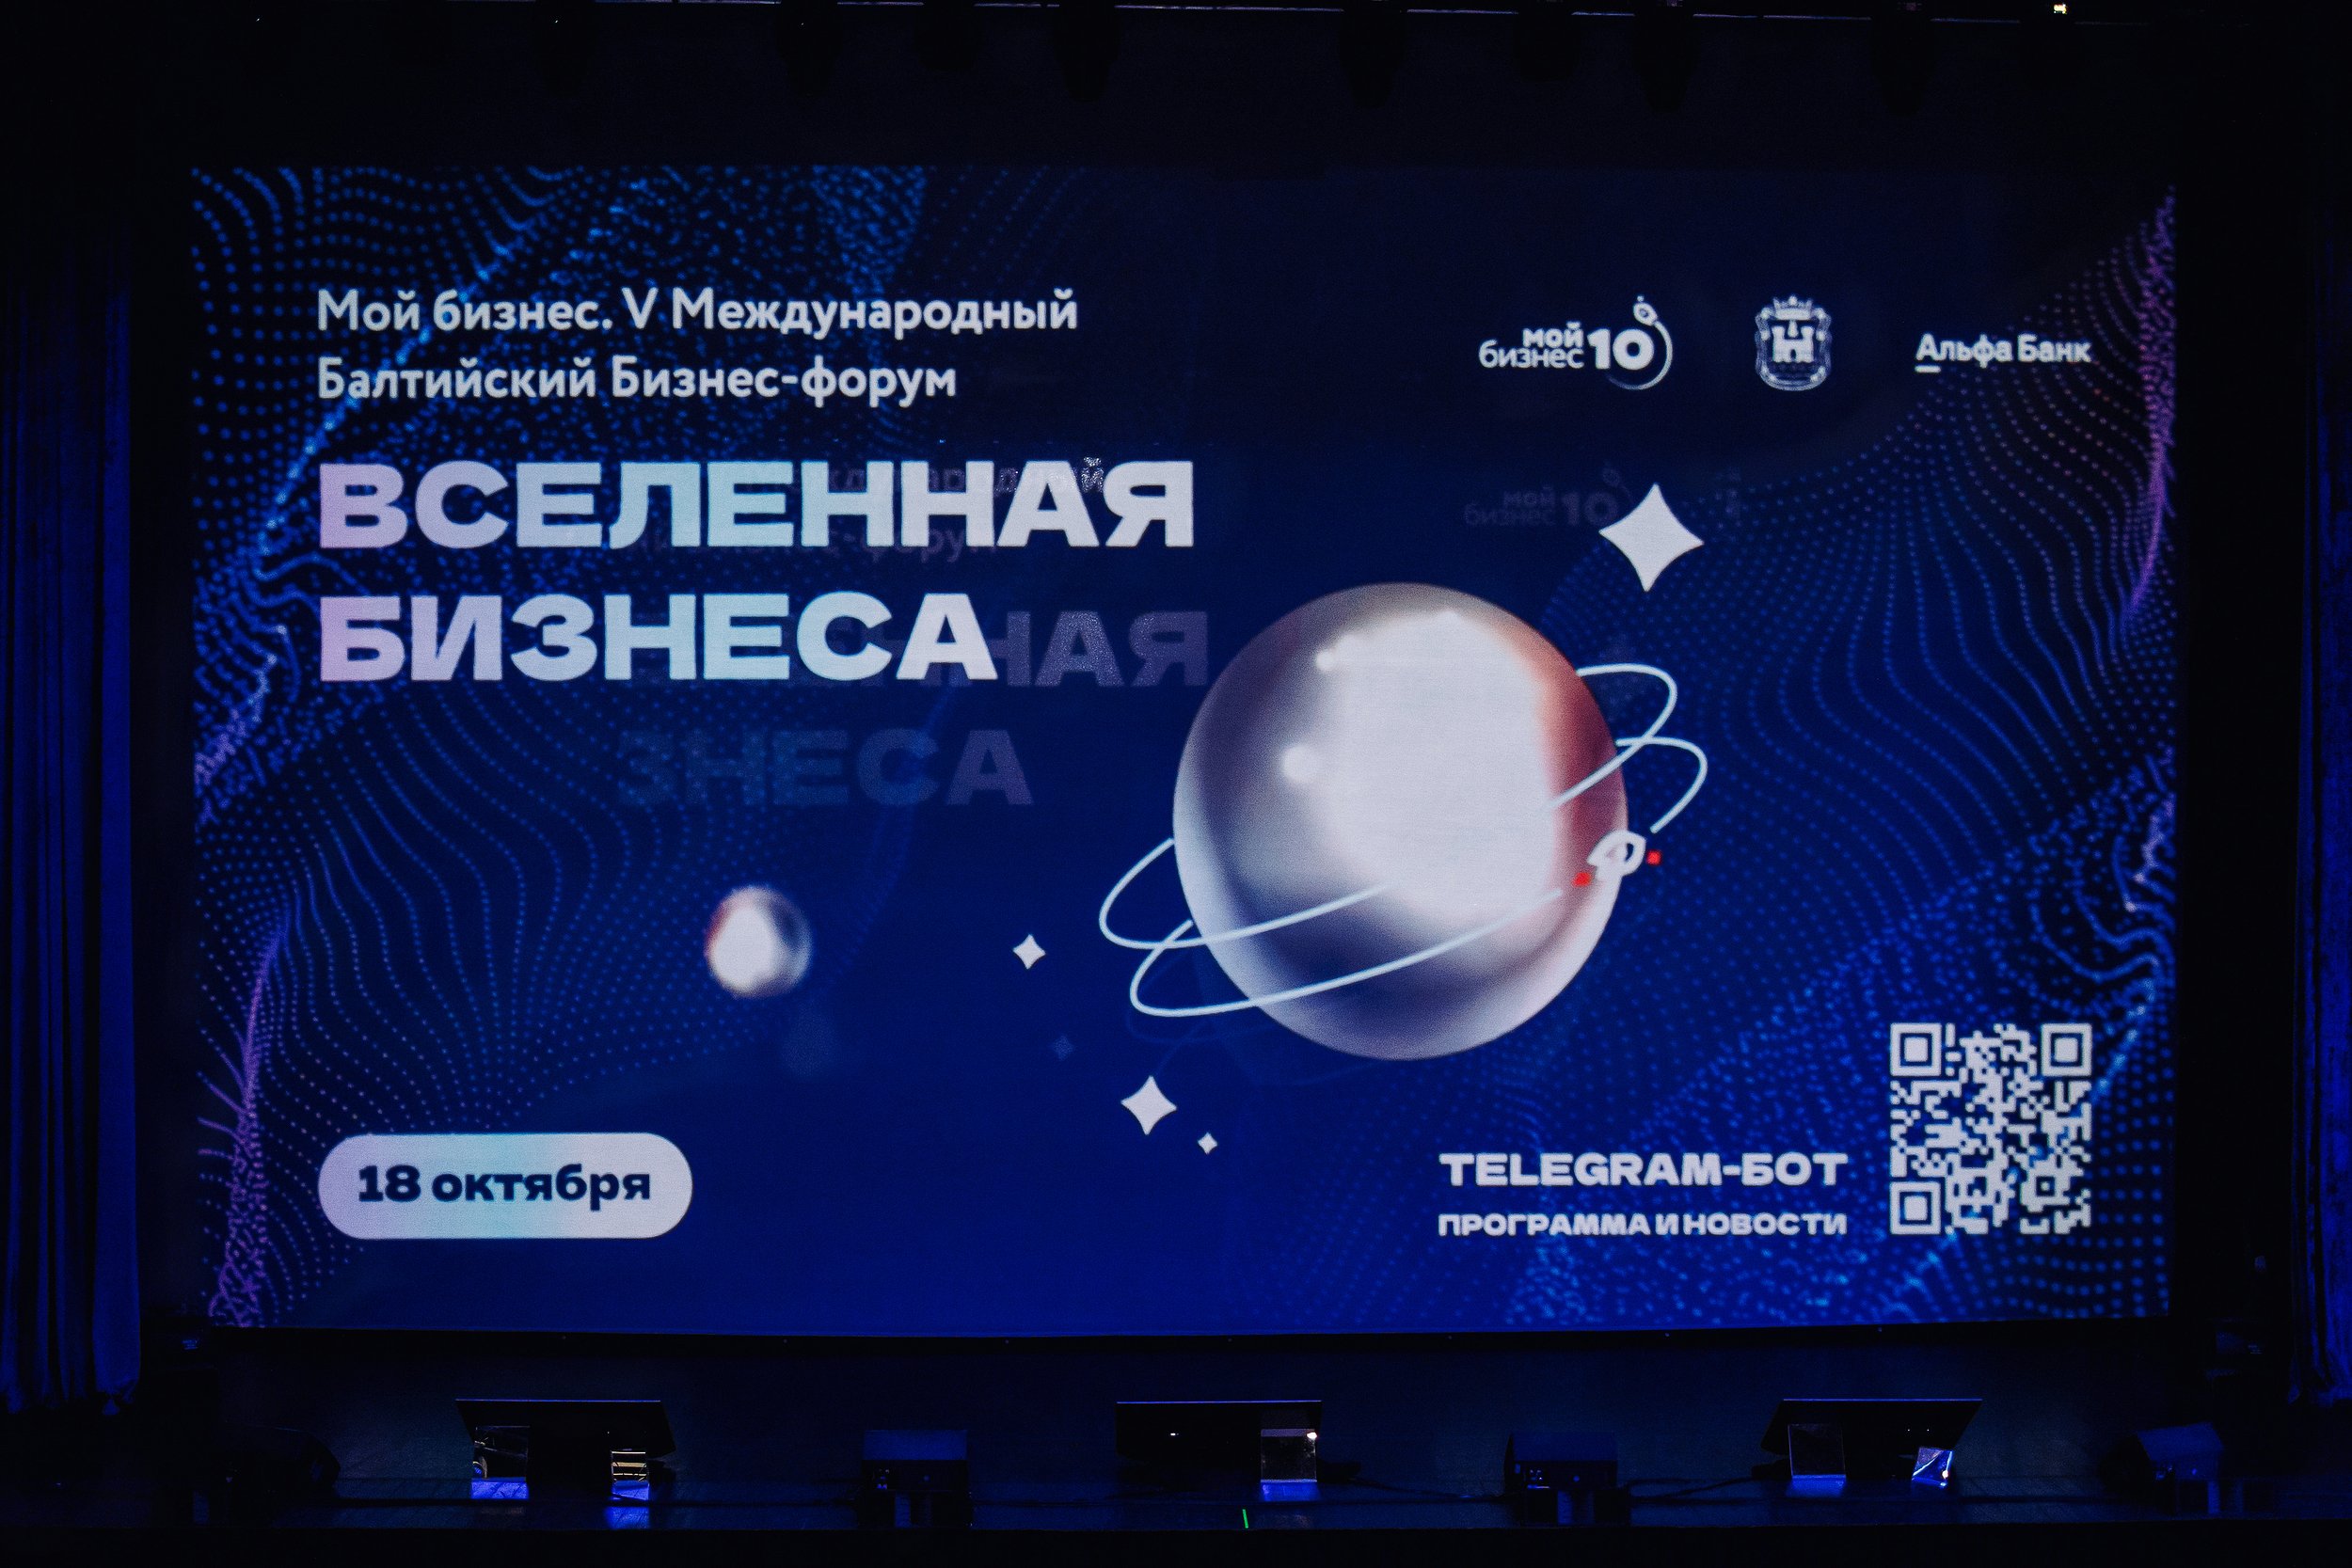 Мой бизнес. V Международный
Балтийский Бизнес-форум
мой
бизнес 10
Альфа Банк
ВСЕЛЕННАЯ
БИЗНЕСА
18 октября
TELEGRAM-БОТ
ПРОГРАММА И НОВОСТИ